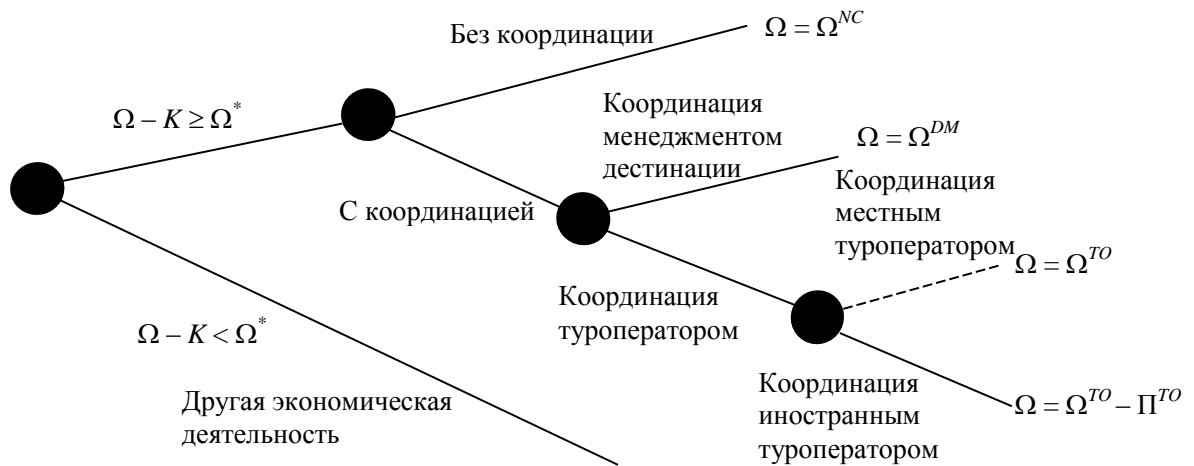 Без координации
Ω = Ω^{NC}
Ω – K ≥ Ω^{*}
Координация
менеджментом
дестинации
Ω = Ω^{DM}
С координацией
Координация
местным
туроператором
Ω = Ω^{TO}
Координация
туроператором
Ω – K < Ω^{*}
Координация
иностранным
туроператором
Ω = Ω^{TO} – Π^{TO}
Другая экономическая
деятельность